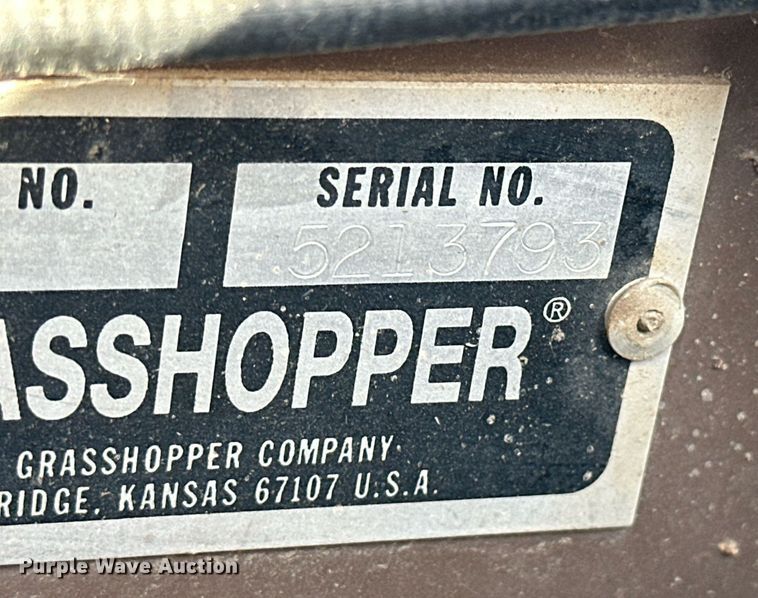 NO.
SERIAL NO.
5213793
ASSHOPPER®
GRASSHOPPER COMPANY
RIDGE, KANSAS 67107 U.S.A.
Purple Wave Auction